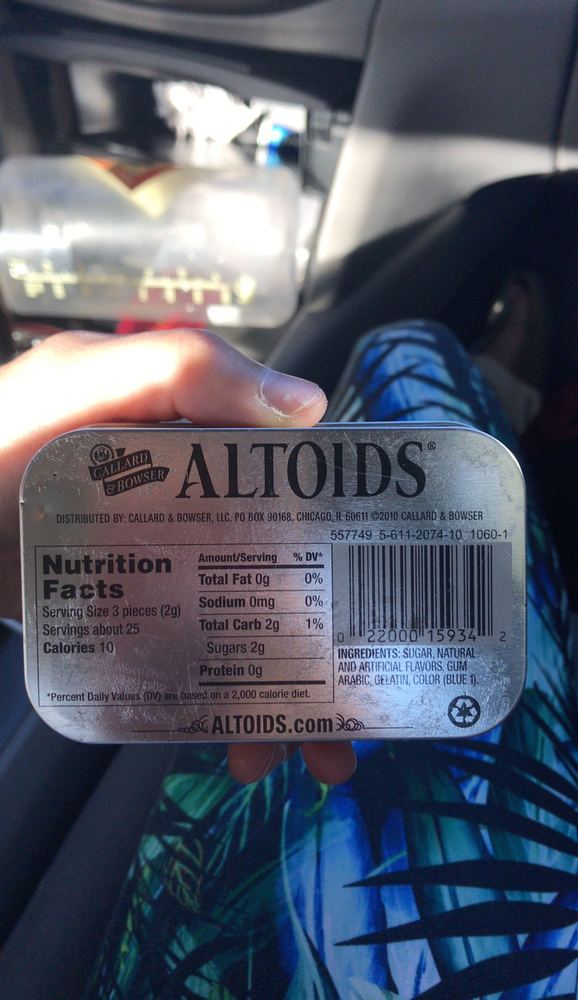 CALLARD
& BOWSER
ALTOIDS®
DISTRIBUTED BY: CALLARD & BOWSER, LLC. PO BOX 90168, CHICAGO, IL 60611 ©2010 CALLARD & BOWSER
557749 5-611-2074-10 1060-1
Nutrition
Facts
Serving Size 3 pieces (2g)
Servings about 25
Calories 10
Amount/Serving % DV*
Total Fat 0g 0%
Sodium 0mg 0%
Total Carb 2g 1%
Sugars 2g
Protein 0g
*Percent Daily Values (DV) are based on a 2,000 calorie diet.
0 22000 15934 2
INGREDIENTS: SUGAR, NATURAL
AND ARTIFICIAL FLAVORS, GUM
ARABIC, GELATIN, COLOR (BLUE 1).
ALTOIDS.com